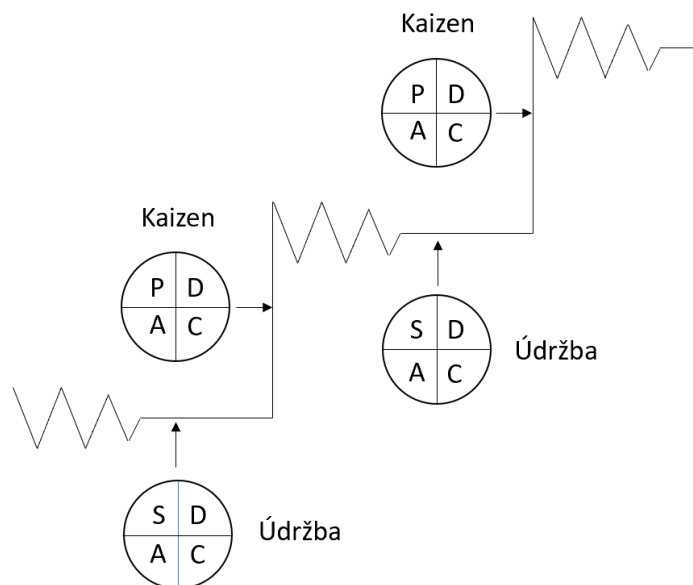 Kaizen
P D
A C
Kaizen
P D
A C
S D
A C
Údržba
S D
A C
Údržba